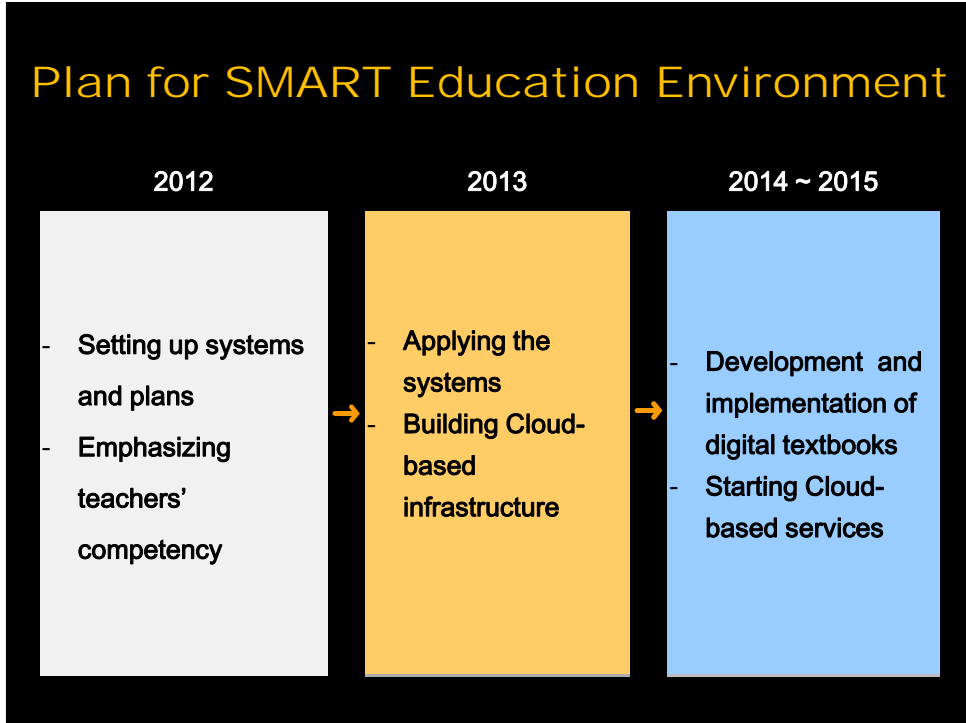 Plan for SMART Education Environment
2012
- Setting up systems
and plans
- Emphasizing
teachers’
competency
➜
2013
- Applying the
systems
- Building Cloud-
based
infrastructure
➜
2014 ~ 2015
- Development and
implementation of
digital textbooks
- Starting Cloud-
based services